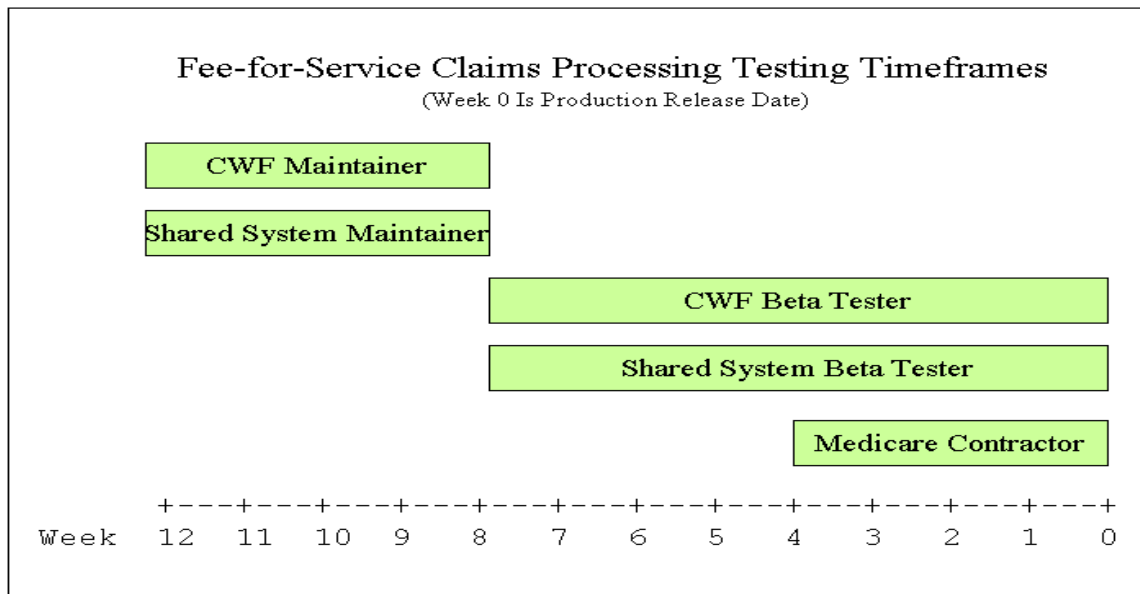 Fee-for-Service Claims Processing Testing Timeframes
(Week 0 Is Production Release Date)
CWF Maintainer
Shared System Maintainer
CWF Beta Tester
Shared System Beta Tester
Medicare Contractor
+---+---+---+---+---+---+---+---+---+---+---+---+
Week 12 11 10 9 8 7 6 5 4 3 2 1 0